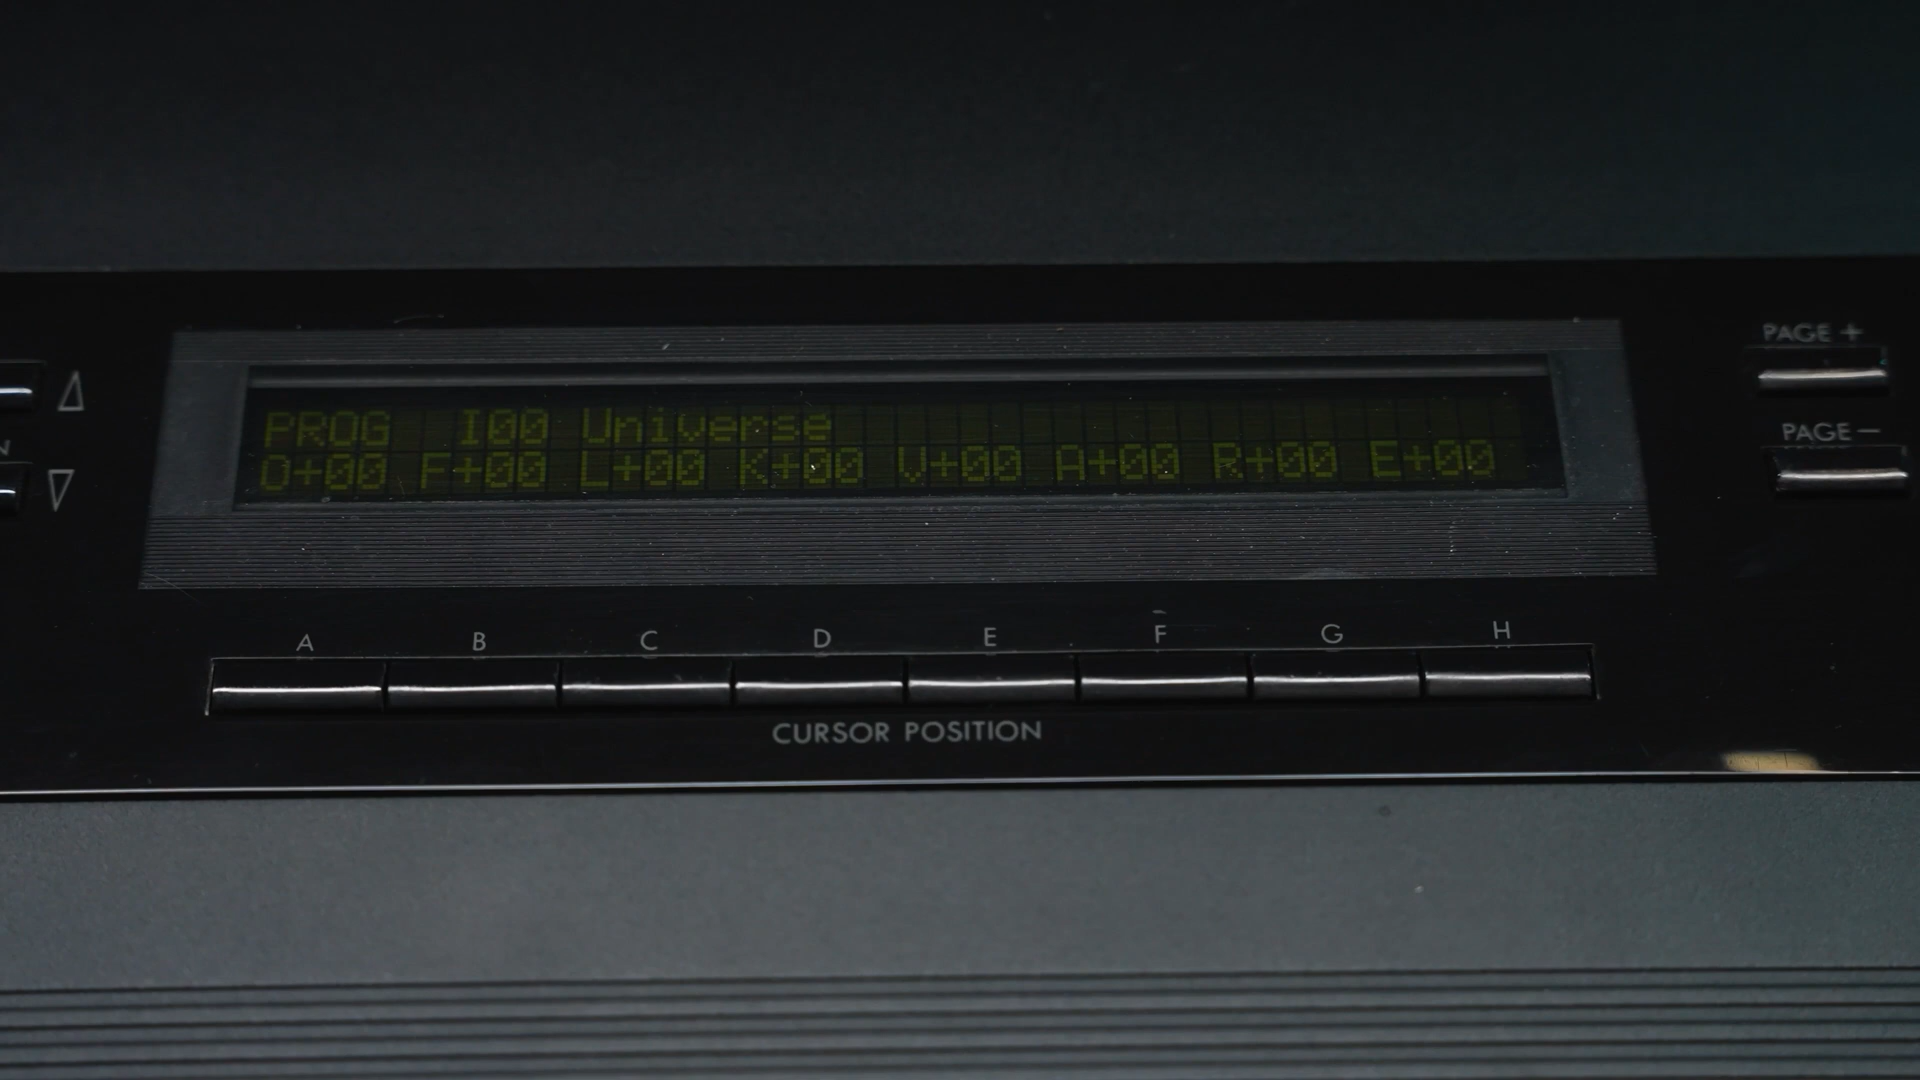 PAGE +
PROG I00 Universe
O+00 F+00 L+00 K+00 V+00 A+00 R+00 E+00
PAGE −
N
A B C D E F G H
CURSOR POSITION